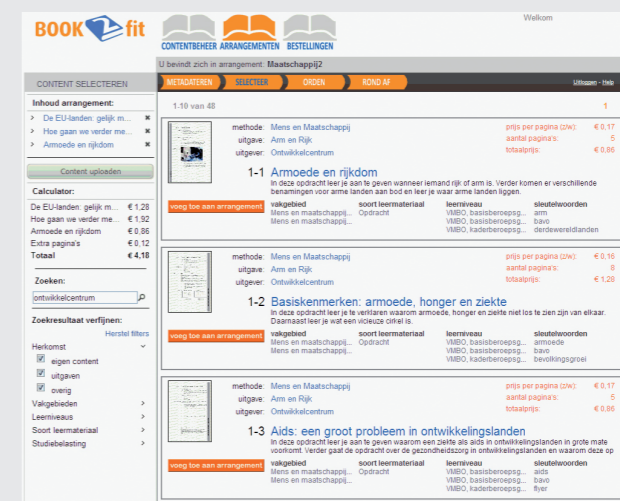 BOOK 2 fit
Welkom
CONTENTBEHEER ARRANGEMENTEN BESTELLINGEN
U bevindt zich in arrangement: Maatschappij2
CONTENT SELECTEREN
METADATEREN SELECTEER ORDEN ROND AF
Uitloggen - Help
Inhoud arrangement:
> De EU-landen: gelijk m...
> Hoe gaan we verder me...
> Armoede en rijkdom
Content uploaden
Calculator:
De EU-landen: gelijk m... € 1,28
Hoe gaan we verder me... € 1,92
Armoede en rijkdom € 0,86
Extra pagina's € 0,12
Totaal € 4,18
Zoeken:
ontwikkelcentrum
Zoekresultaat verfijnen:
Herstel filters
Herkomst
eigen content
uitgaven
overig
Vakgebieden >
Leerniveaus >
Soort leermateriaal >
Studiebelasting >
1-10 van 48 1
methode: Mens en Maatschappij prijs per pagina (z/w): € 0,17
uitgave: Arm en Rijk aantal pagina's: 5
uitgever: Ontwikkelcentrum totaalprijs: € 0,86
1-1 Armoede en rijkdom
In deze opdracht leer je aan te geven wanneer iemand rijk of arm is. Verder komen er verschillende
benamingen voor arme landen aan bod en leer je waar arme landen liggen.
voeg toe aan arrangement vakgebied soort leermateriaal leerniveau sleutelwoorden
Mens en maatschappij... Opdracht VMBO, basisberoepsg... arm
VMBO, basisberoepsg... bavo
VMBO, kaderberoepsg... derdewereldlanden
methode: Mens en Maatschappij prijs per pagina (z/w): € 0,16
uitgave: Arm en Rijk aantal pagina's: 8
uitgever: Ontwikkelcentrum totaalprijs: € 1,28
1-2 Basiskenmerken: armoede, honger en ziekte
In deze opdracht leer je te verklaren waarom armoede, honger en ziekte niet los te zien zijn van elkaar.
Daarnaast leer je wat een vicieuze cirkel is.
voeg toe aan arrangement vakgebied soort leermateriaal leerniveau sleutelwoorden
Mens en maatschappij... Opdracht VMBO, basisberoepsg... armoede
Mens en maatschappij... VMBO, basisberoepsg... bavo
VMBO, kaderberoepsg... bevolkingsgroei
methode: Mens en Maatschappij prijs per pagina (z/w): € 0,17
uitgave: Arm en Rijk aantal pagina's: 5
uitgever: Ontwikkelcentrum totaalprijs: € 0,86
1-3 Aids: een groot probleem in ontwikkelingslanden
In deze opdracht leer je aan te geven waarom een ziekte als aids in ontwikkelingslanden in grote mate
voorkomt. Verder gaat de opdracht over de gezondheidszorg in ontwikkelingslanden en waarom deze op
voeg toe aan arrangement vakgebied soort leermateriaal leerniveau sleutelwoorden
Mens en maatschappij... Opdracht VMBO, basisberoepsg... aids
Mens en maatschappij... VMBO, basisberoepsg... bavo
VMBO, kaderberoepsg... flyer